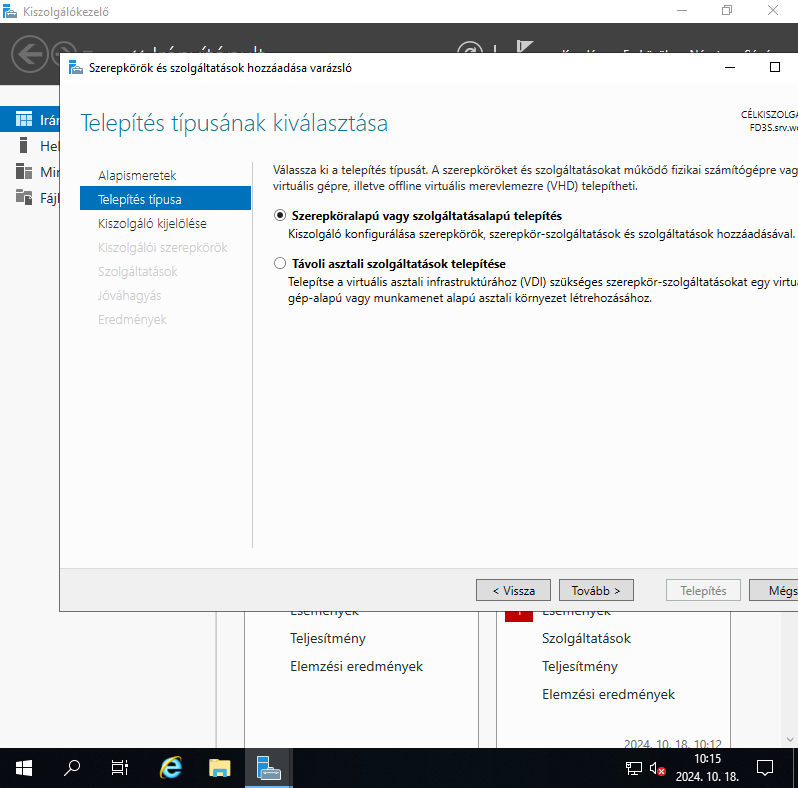 Kiszolgálókezelő
Szerepkörök és szolgáltatások hozzáadása varázsló
Telepítés típusának kiválasztása
CÉLKISZOLGÁ
FD3S.srv.w
Alapismeretek
Telepítés típusa
Kiszolgáló kijelölése
Kiszolgálói szerepkörök
Szolgáltatások
Jóváhagyás
Eredmények
Válassza ki a telepítés típusát. A szerepköröket és szolgáltatásokat működő fizikai számítógépre vagy
virtuális gépre, illetve offline virtuális merevlemezre (VHD) telepítheti.
Szerepköralapú vagy szolgáltatásalapú telepítés
Kiszolgáló konfigurálása szerepkörök, szerepkör-szolgáltatások és szolgáltatások hozzáadásával.
Távoli asztali szolgáltatások telepítése
Telepítse a virtuális asztali infrastruktúrához (VDI) szükséges szerepkör-szolgáltatásokat egy virtu
gép-alapú vagy munkamenet alapú asztali környezet létrehozásához.
< Vissza
Tovább >
Telepítés
Mégs
Irán
Hel
Min
Fájl
Események
Teljesítmény
Elemzési eredmények
Események
Szolgáltatások
Teljesítmény
Elemzési eredmények
2024. 10. 18. 10:12
10:15
2024. 10. 18.